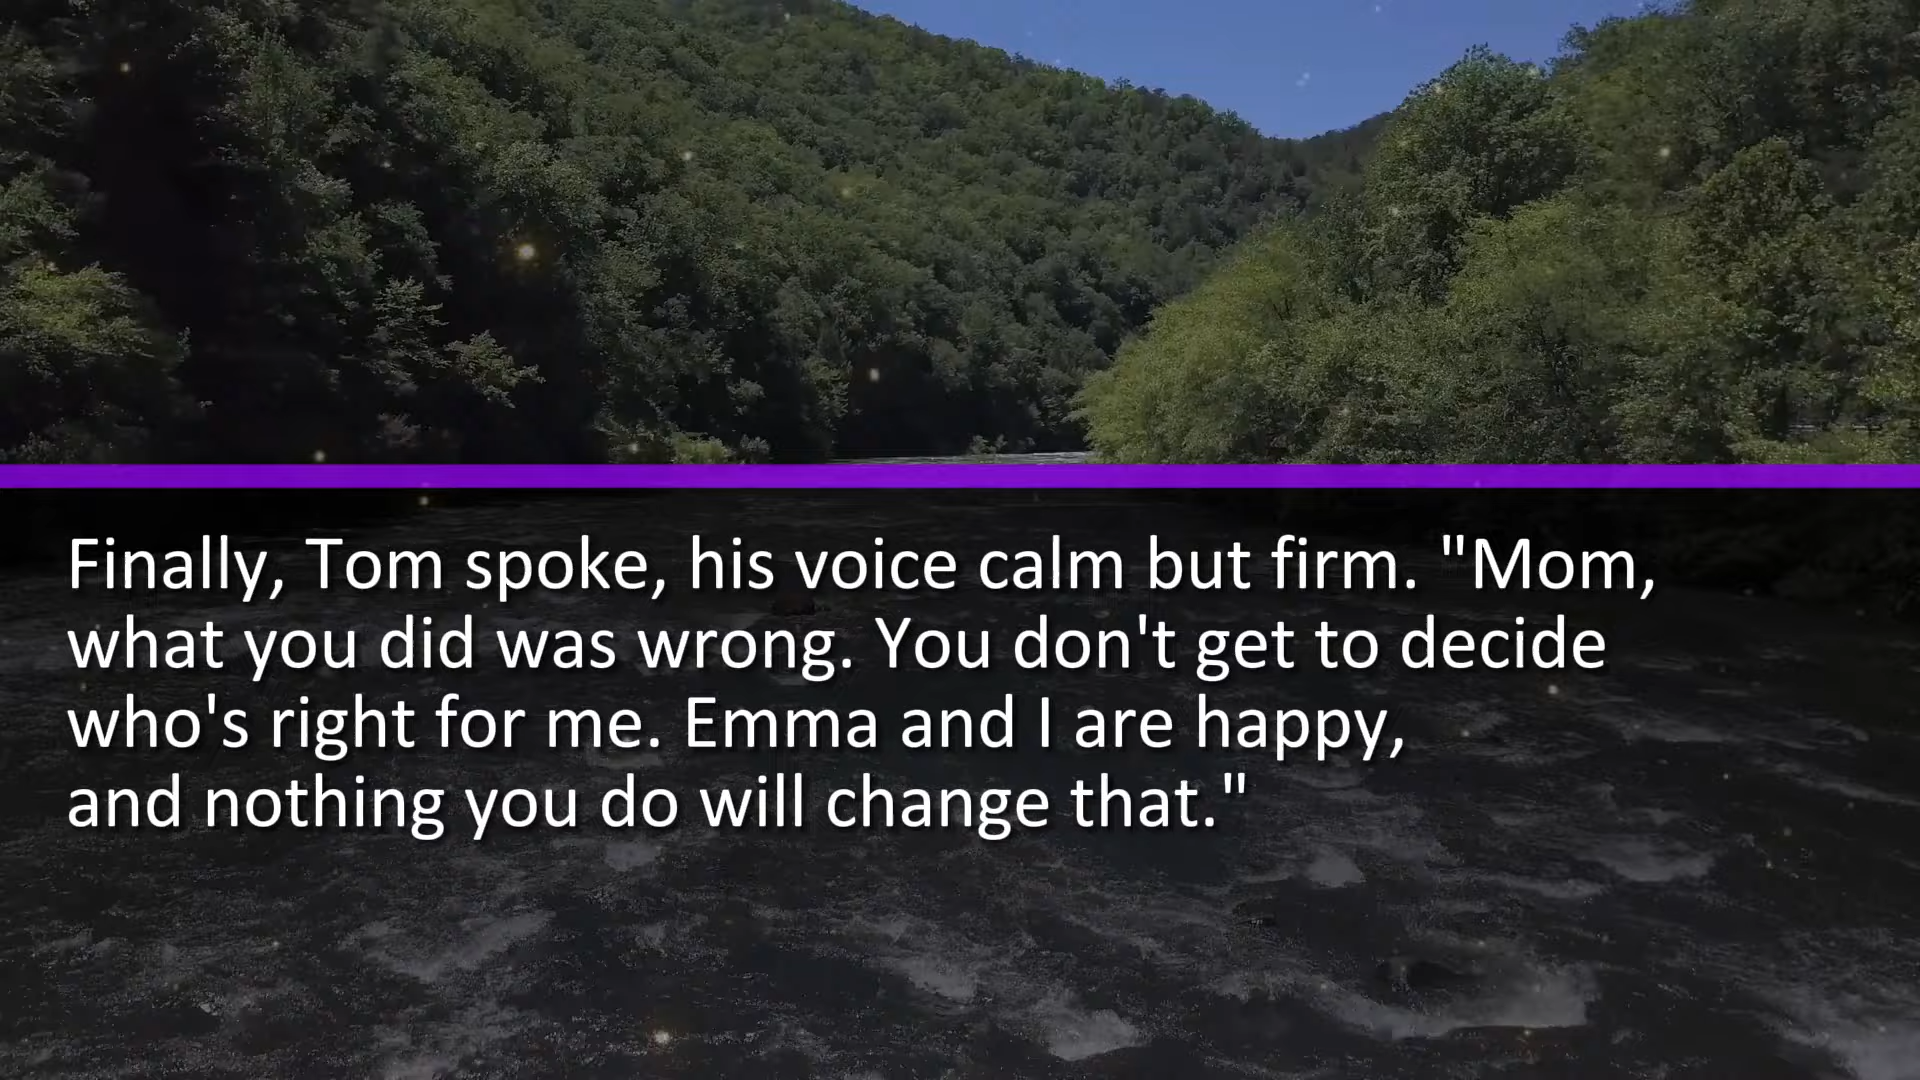 Finally, Tom spoke, his voice calm but firm. "Mom,
what you did was wrong. You don't get to decide
who's right for me. Emma and I are happy,
and nothing you do will change that."